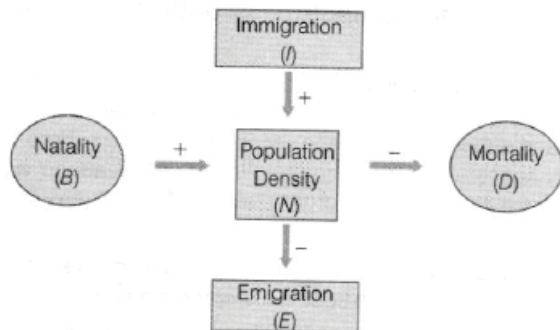 Immigration
(I)
+
Natality
(B)
+
Population
Density
(N)
–
Mortality
(D)
–
Emigration
(E)